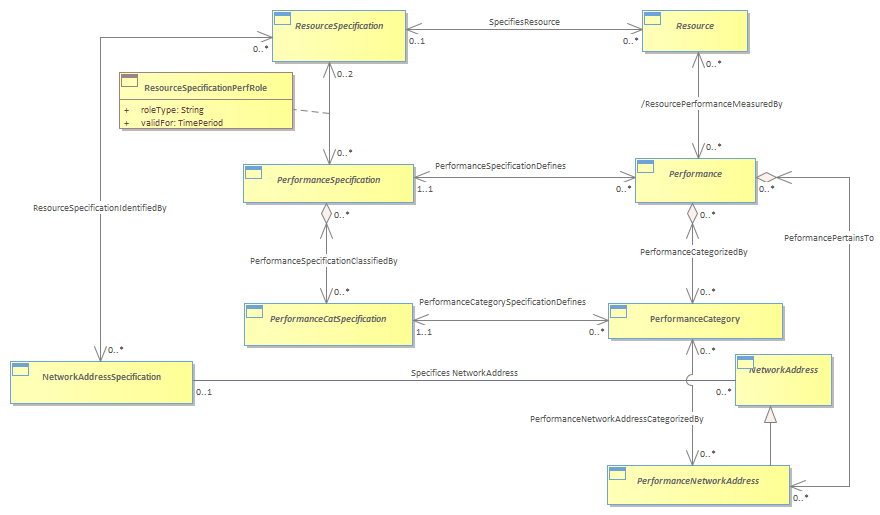 ResourceSpecification
SpecifiesResource
Resource
0..*
0..1
0..*
0..2
0..*
ResourceSpecificationPerfRole
+ roleType: String
+ validFor: TimePeriod
/ResourcePerformanceMeasuredBy
0..*
0..*
PerformanceSpecification
PerformanceSpecificationDefines
Performance
1..1
0..*
0..*
ResourceSpecificationIdentifiedBy
0..*
0..*
PeformancePertainsTo
PerformanceSpecificationClassifiedBy
PerformanceCategorizedBy
0..*
0..*
PerformanceCatSpecification
PerformanceCategorySpecificationDefines
PerformanceCategory
1..1
0..*
0..*
0..*
NetworkAddressSpecification
Specifices NetworkAddress
NetworkAddress
0..1
0..*
PerformanceNetworkAddressCategorizedBy
0..*
PerformanceNetworkAddress
0..*